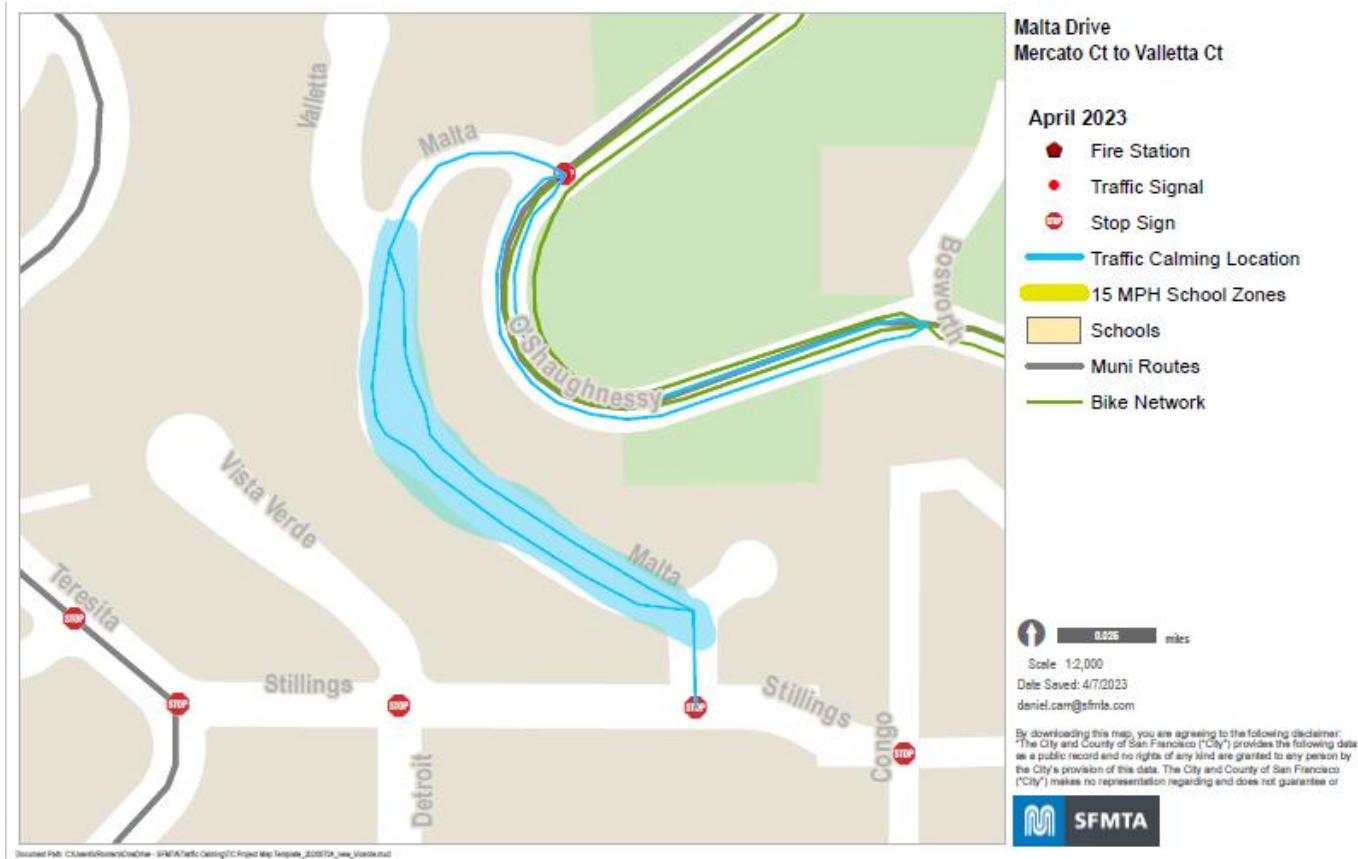 Malta Drive
Mercato Ct to Valletta Ct
April 2023
Fire Station
Traffic Signal
STOP
Stop Sign
Traffic Calming Location
15 MPH School Zones
Schools
Muni Routes
Bike Network
Valletta
Malta
Bosworth
O'Shaughnessy
Vista Verde
Malta
Teresita
STOP
STOP
Stillings
STOP
STOP
Stillings
STOP
Congo
Detroit
0.025 miles
Scale 1:2,000
Date Saved: 4/7/2023
daniel.carr@sfmta.com
By downloading this map, you are agreeing to the following disclaimer:
"The City and County of San Francisco ("City") provides the following data
as a public record and no rights of any kind are granted to any person by
the City's provision of this data. The City and County of San Francisco
("City") makes no representation regarding and does not guarantee or
SFMTA